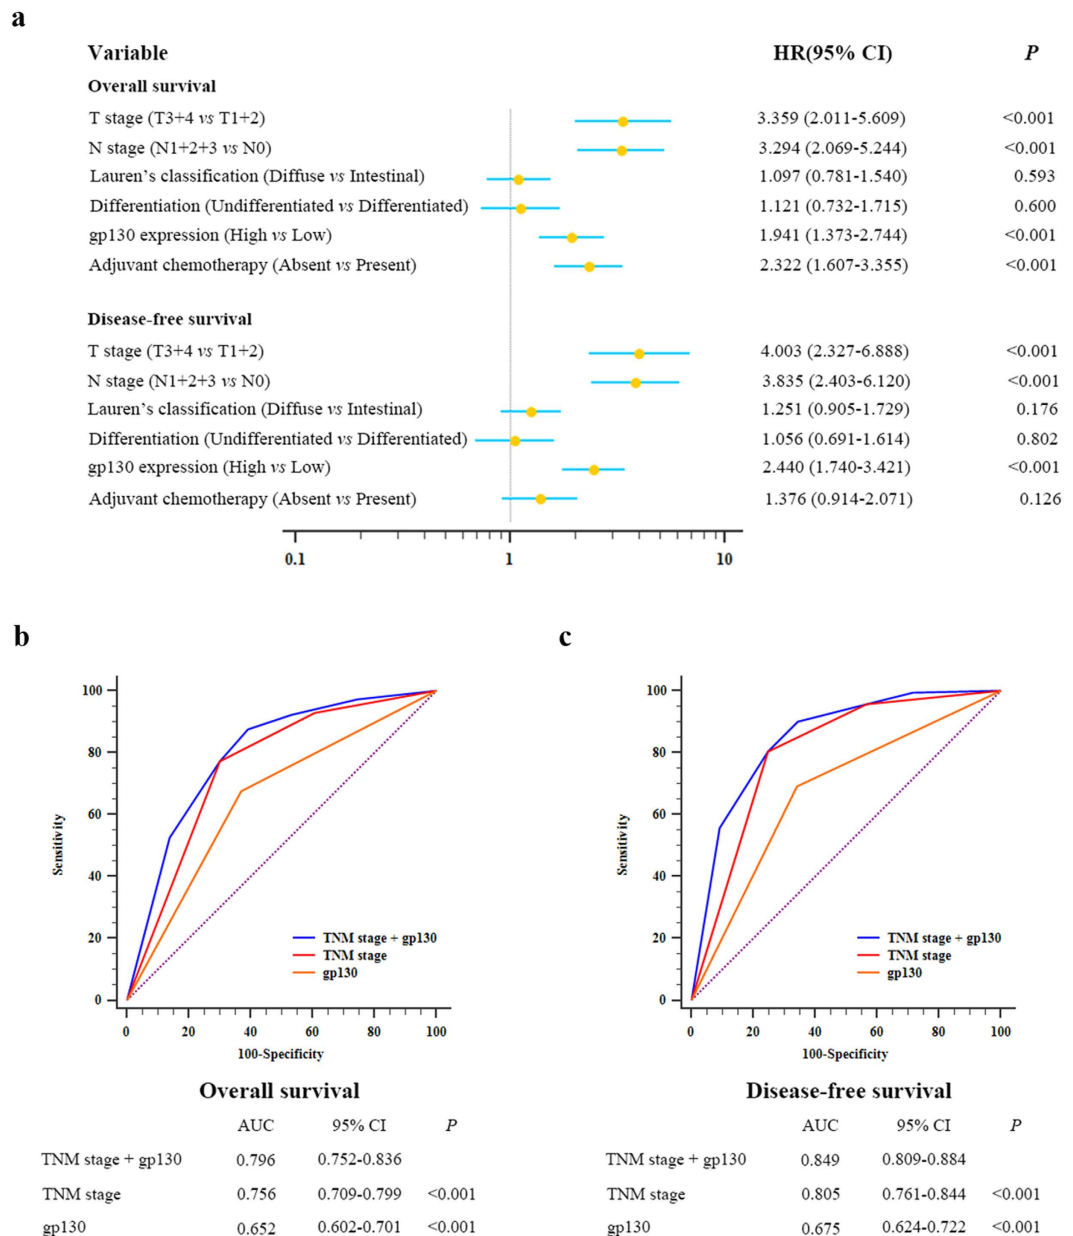 a
Variable HR(95% CI) P
Overall survival
T stage (T3+4 vs T1+2) 3.359 (2.011-5.609) <0.001
N stage (N1+2+3 vs N0) 3.294 (2.069-5.244) <0.001
Lauren’s classification (Diffuse vs Intestinal) 1.097 (0.781-1.540) 0.593
Differentiation (Undifferentiated vs Differentiated) 1.121 (0.732-1.715) 0.600
gp130 expression (High vs Low) 1.941 (1.373-2.744) <0.001
Adjuvant chemotherapy (Absent vs Present) 2.322 (1.607-3.355) <0.001
Disease-free survival
T stage (T3+4 vs T1+2) 4.003 (2.327-6.888) <0.001
N stage (N1+2+3 vs N0) 3.835 (2.403-6.120) <0.001
Lauren’s classification (Diffuse vs Intestinal) 1.251 (0.905-1.729) 0.176
Differentiation (Undifferentiated vs Differentiated) 1.056 (0.691-1.614) 0.802
gp130 expression (High vs Low) 2.440 (1.740-3.421) <0.001
Adjuvant chemotherapy (Absent vs Present) 1.376 (0.914-2.071) 0.126
0.1 1 10
b
100
80
60
40
20
0
Sensitivity
TNM stage + gp130
TNM stage
gp130
0 20 40 60 80 100
100-Specificity
Overall survival
AUC 95% CI P
TNM stage + gp130 0.796 0.752-0.836
TNM stage 0.756 0.709-0.799 <0.001
gp130 0.652 0.602-0.701 <0.001
c
100
80
60
40
20
0
Sensitivity
TNM stage + gp130
TNM stage
gp130
0 20 40 60 80 100
100-Specificity
Disease-free survival
AUC 95% CI P
TNM stage + gp130 0.849 0.809-0.884
TNM stage 0.805 0.761-0.844 <0.001
gp130 0.675 0.624-0.722 <0.001